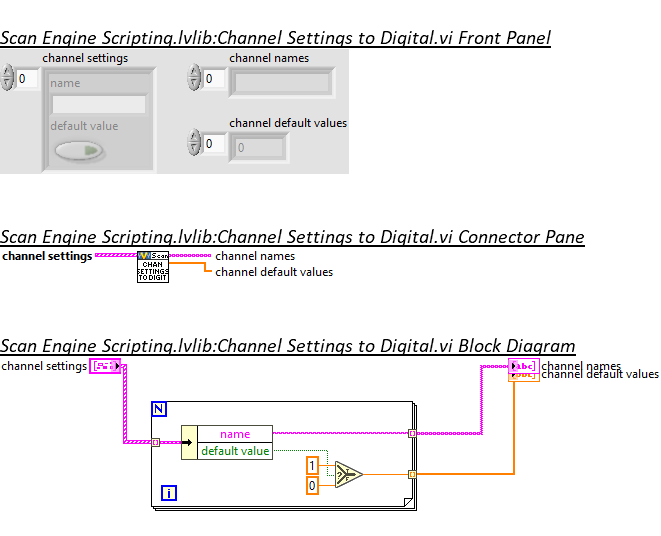 Scan Engine Scripting.lvlib:Channel Settings to Digital.vi Front Panel
channel settings
channel names
0
name
0
default value
channel default values
0
0
Scan Engine Scripting.lvlib:Channel Settings to Digital.vi Connector Pane
channel settings
Scan
channel names
CHAN
SETTINGS
TO DIGIT
channel default values
Scan Engine Scripting.lvlib:Channel Settings to Digital.vi Block Diagram
channel settings
abc
channel names
channel default values
N
name
default value
1
0
?
T
F
i